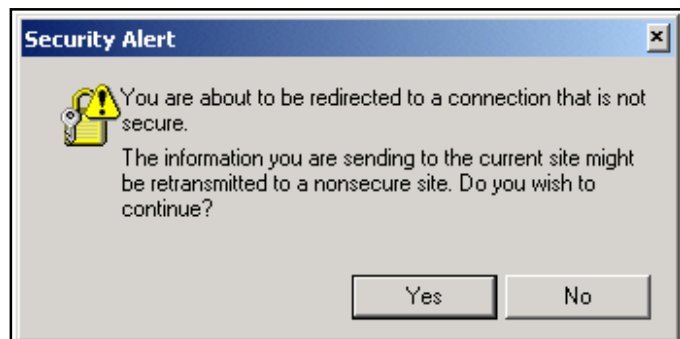 Security Alert
You are about to be redirected to a connection that is not
secure.
The information you are sending to the current site might
be retransmitted to a nonsecure site. Do you wish to
continue?
Yes
No